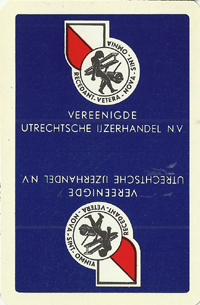 RECEDANT · VETERA · NOVA · SINT · OMNIA
VEREENIGDE
UTRECHTSCHE IJZERHANDEL N.V.
VEREENIGDE
UTRECHTSCHE IJZERHANDEL N.V.
RECEDANT · VETERA · NOVA · SINT · OMNIA